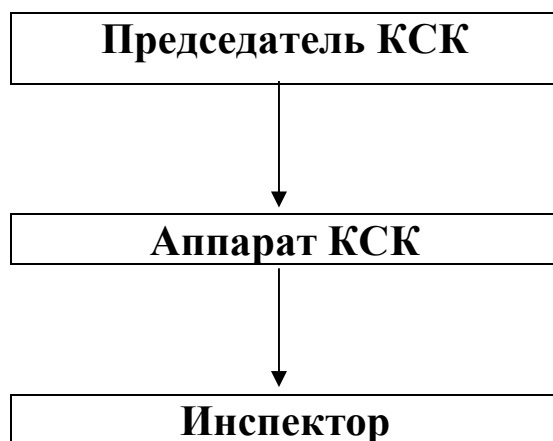 Председатель КСК
Аппарат КСК
Инспектор